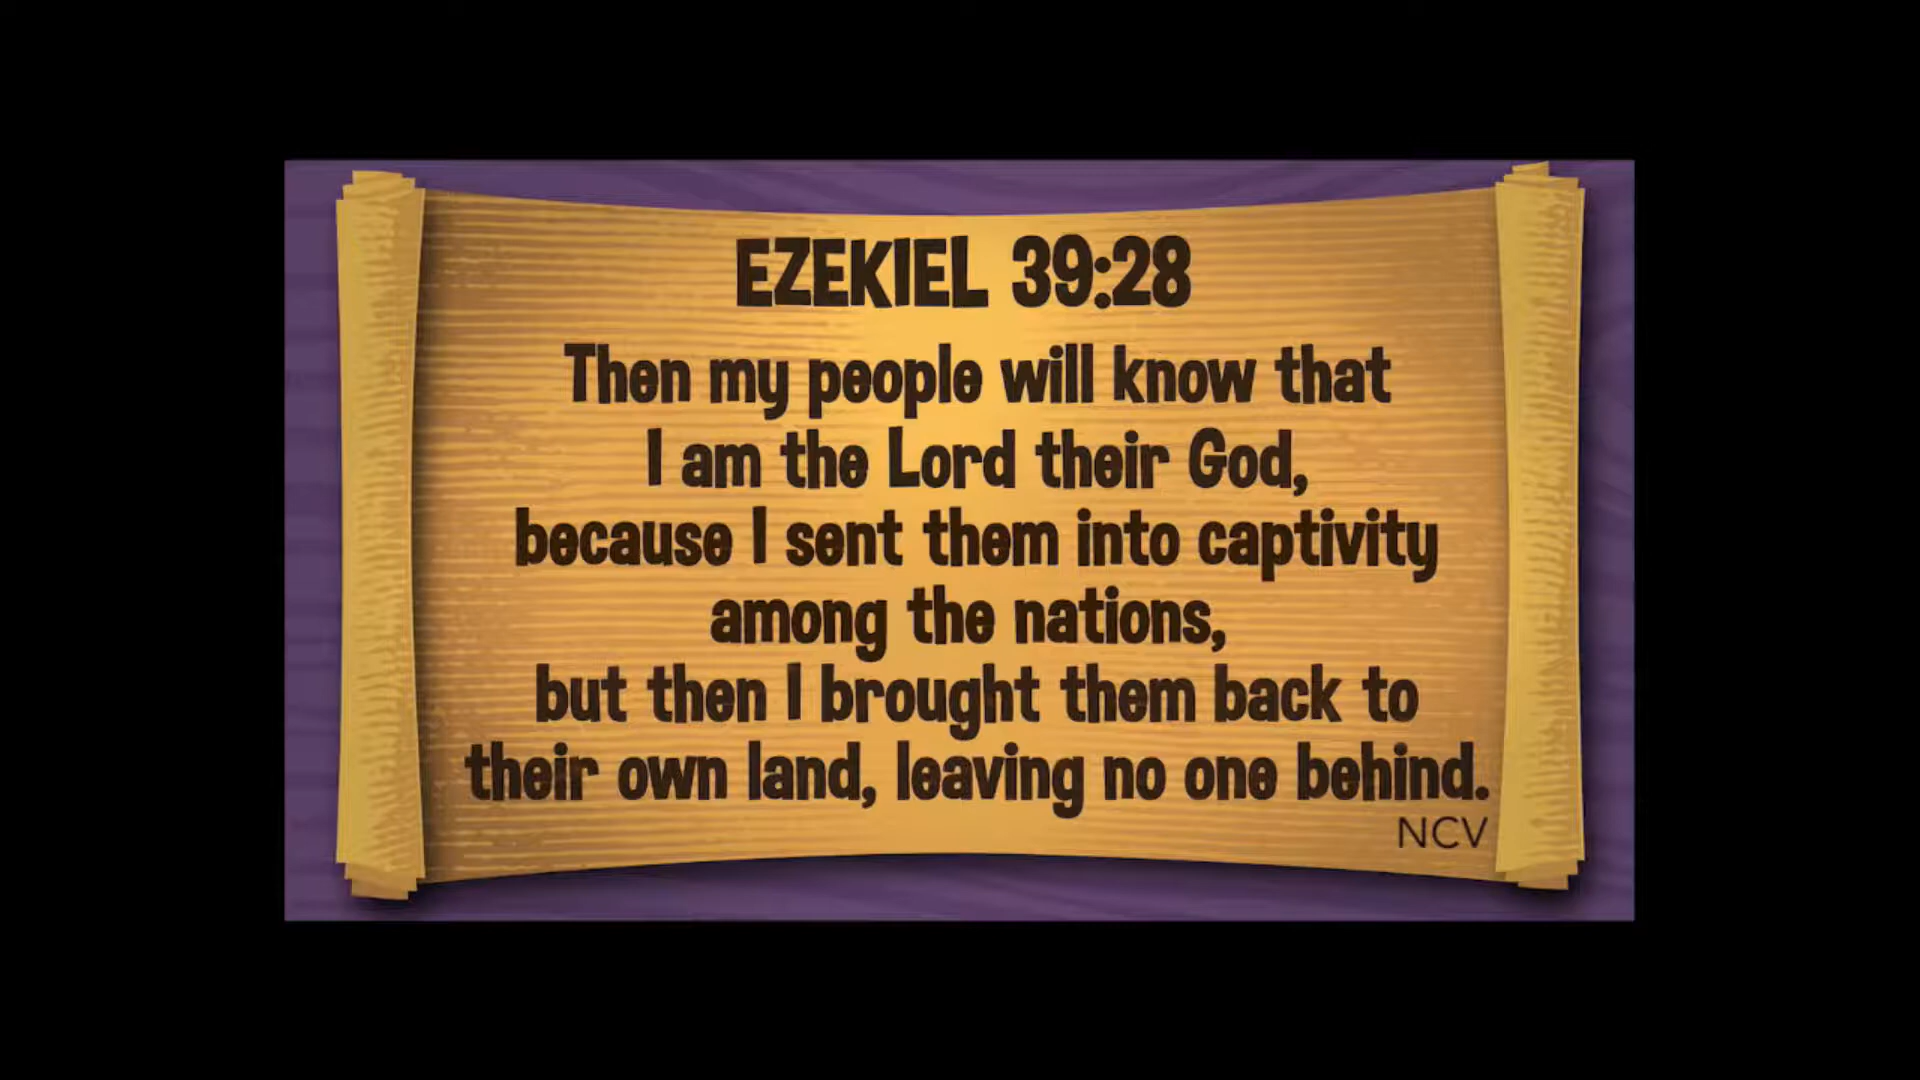 EZEKIEL 39:28
Then my people will know that
I am the Lord their God,
because I sent them into captivity
among the nations,
but then I brought them back to
their own land, leaving no one behind.
NCV